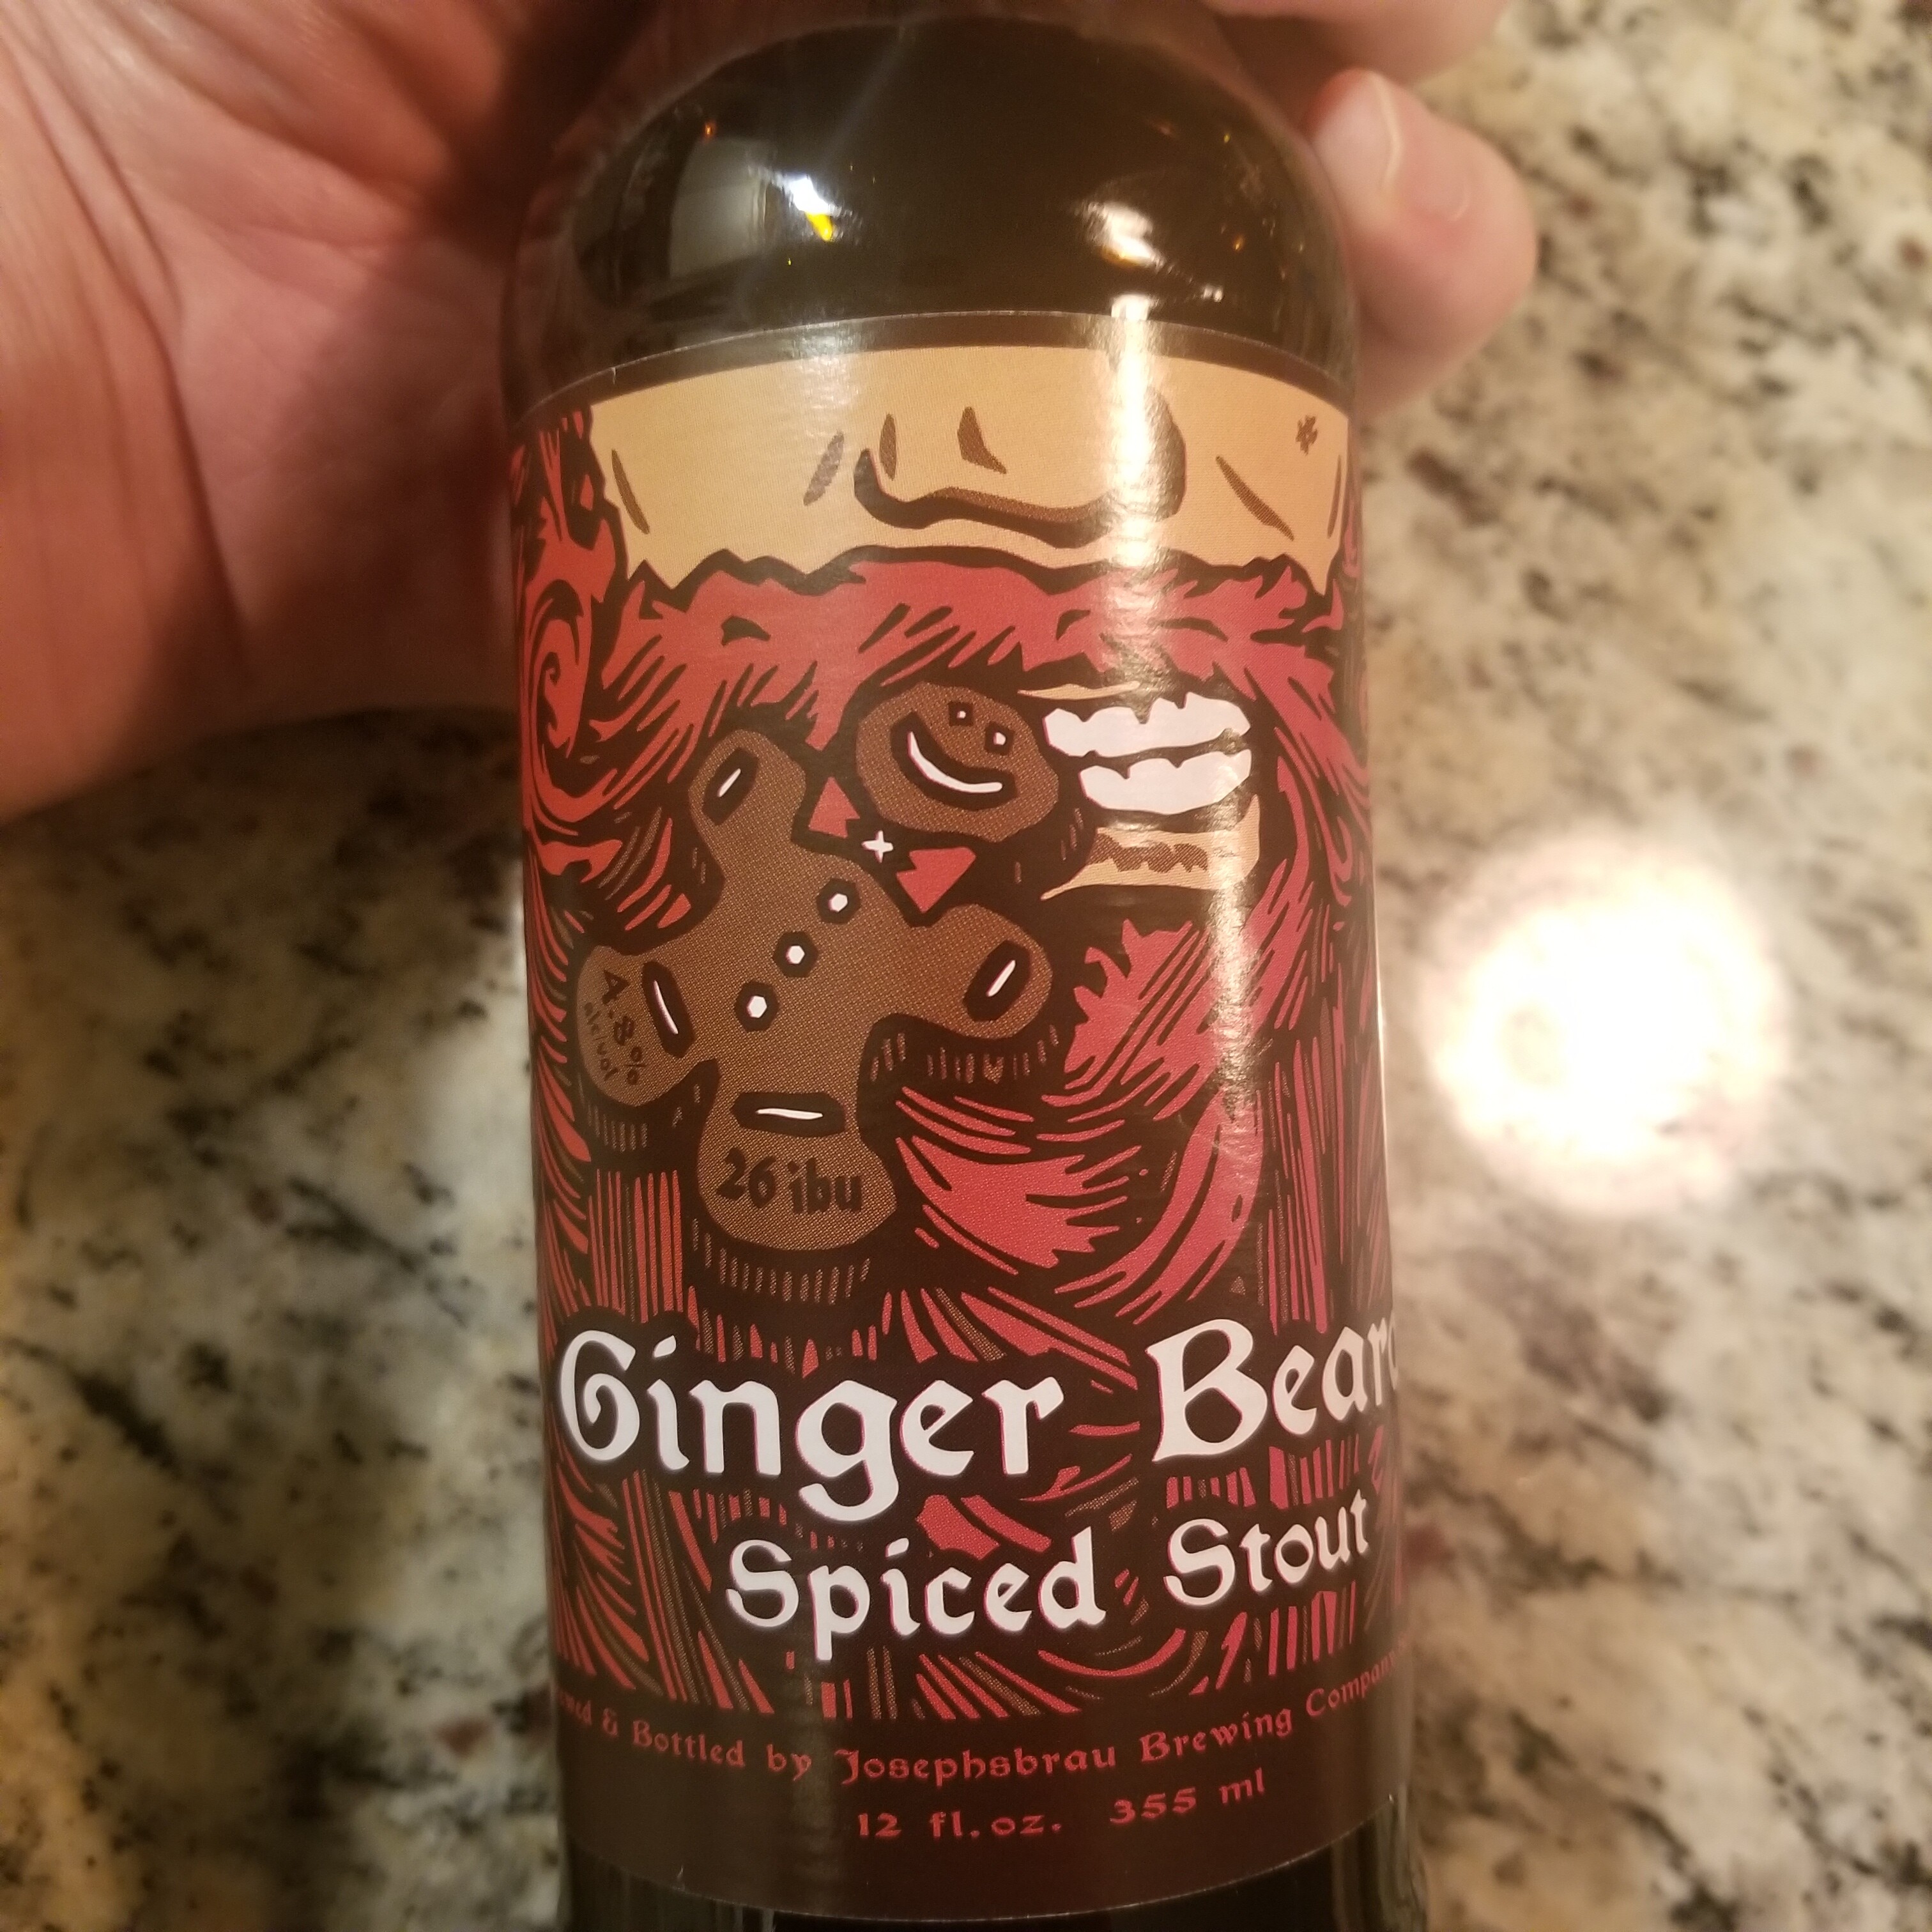 4.8%
alc/vol
26 ibu
Ginger Beard
Spiced Stout
& Bottled by Josephsbrau Brewing Company
12 fl.oz. 355 ml